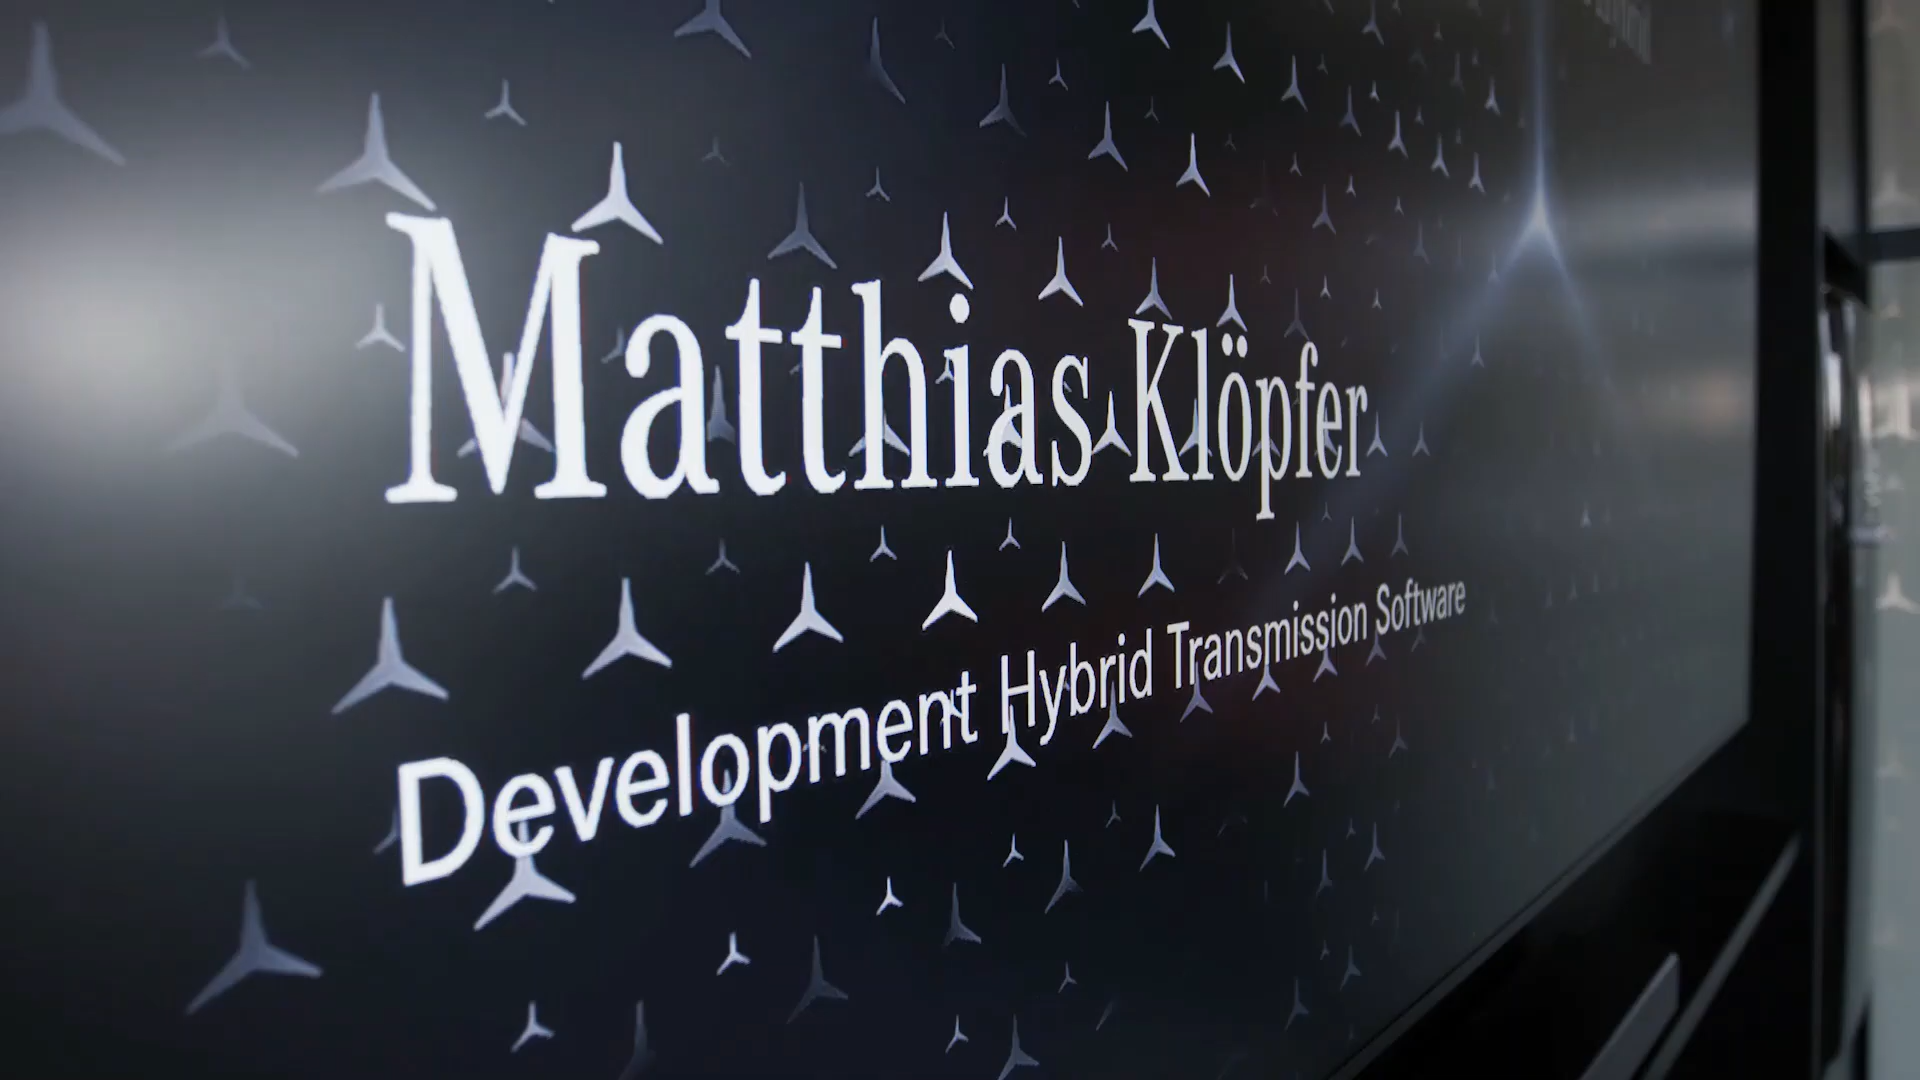 Matthias Klöpfer
Development Hybrid Transmission Software